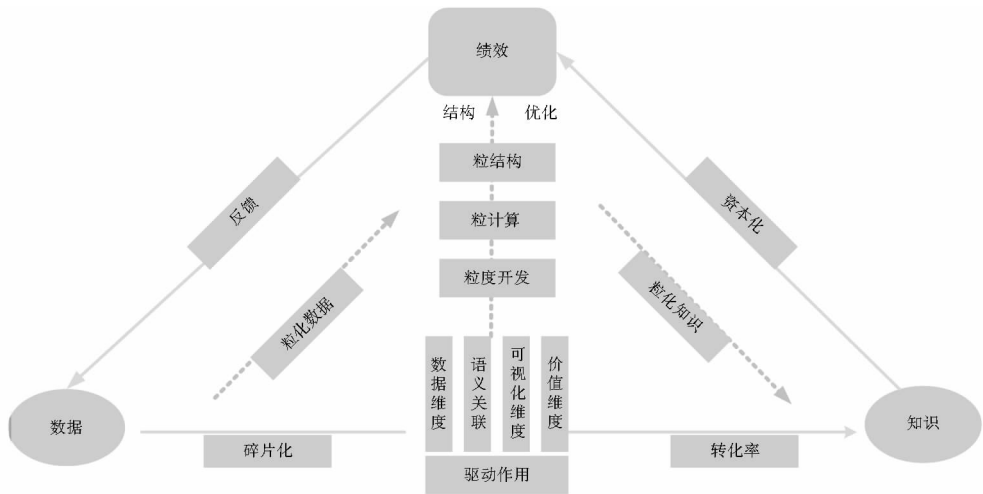 绩效
结构 优化
粒结构
粒计算
粒度开发
反馈
资本化
粒化数据
粒化知识
数据维度
语义关联
可视化维度
价值维度
数据
知识
碎片化
转化率
驱动作用